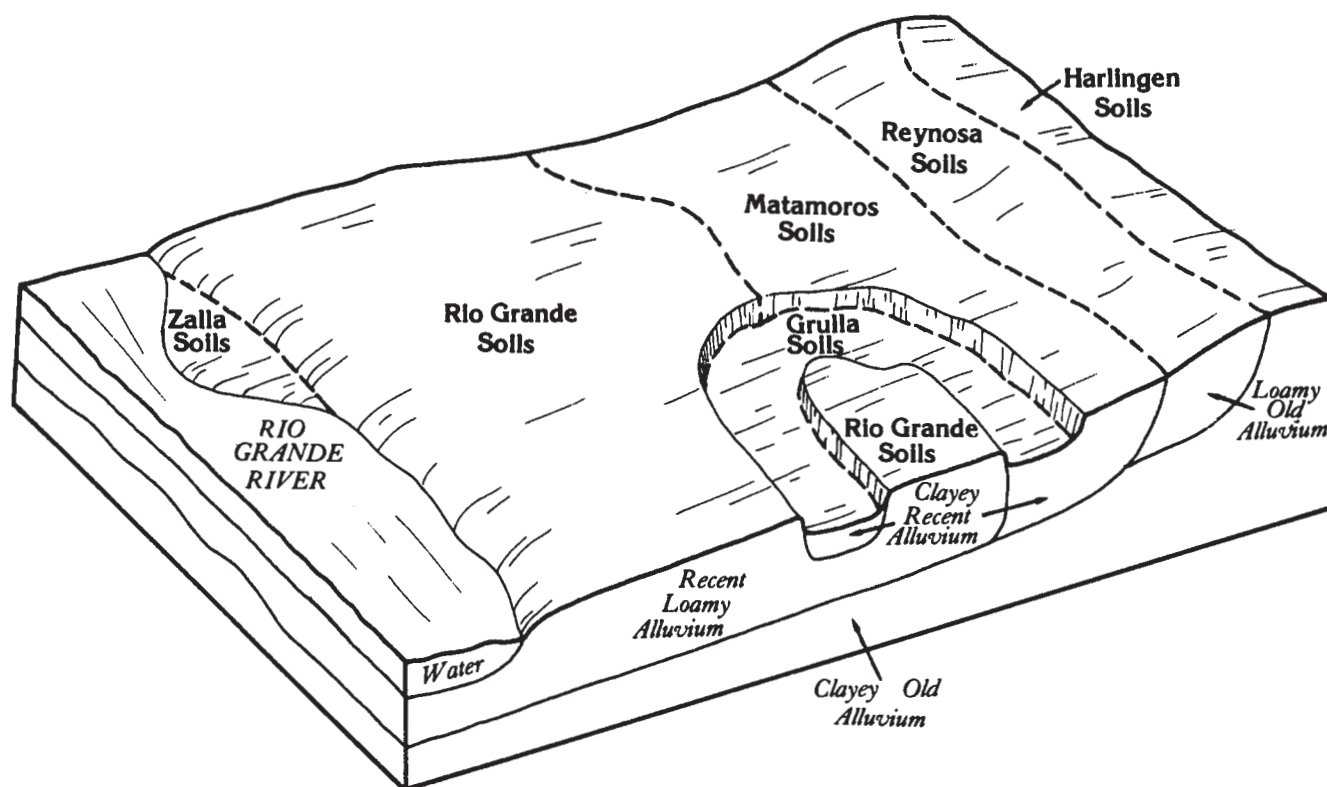 Harlingen
Soils
Reynosa
Soils
Matamoros
Soils
Rio Grande
Soils
Zalla
Soils
Grulla
Soils
Rio Grande
Soils
Loamy
Old
Alluvium
RIO
GRANDE
RIVER
Clayey
Recent
Alluvium
Recent
Loamy
Alluvium
Water
Clayey Old
Alluvium